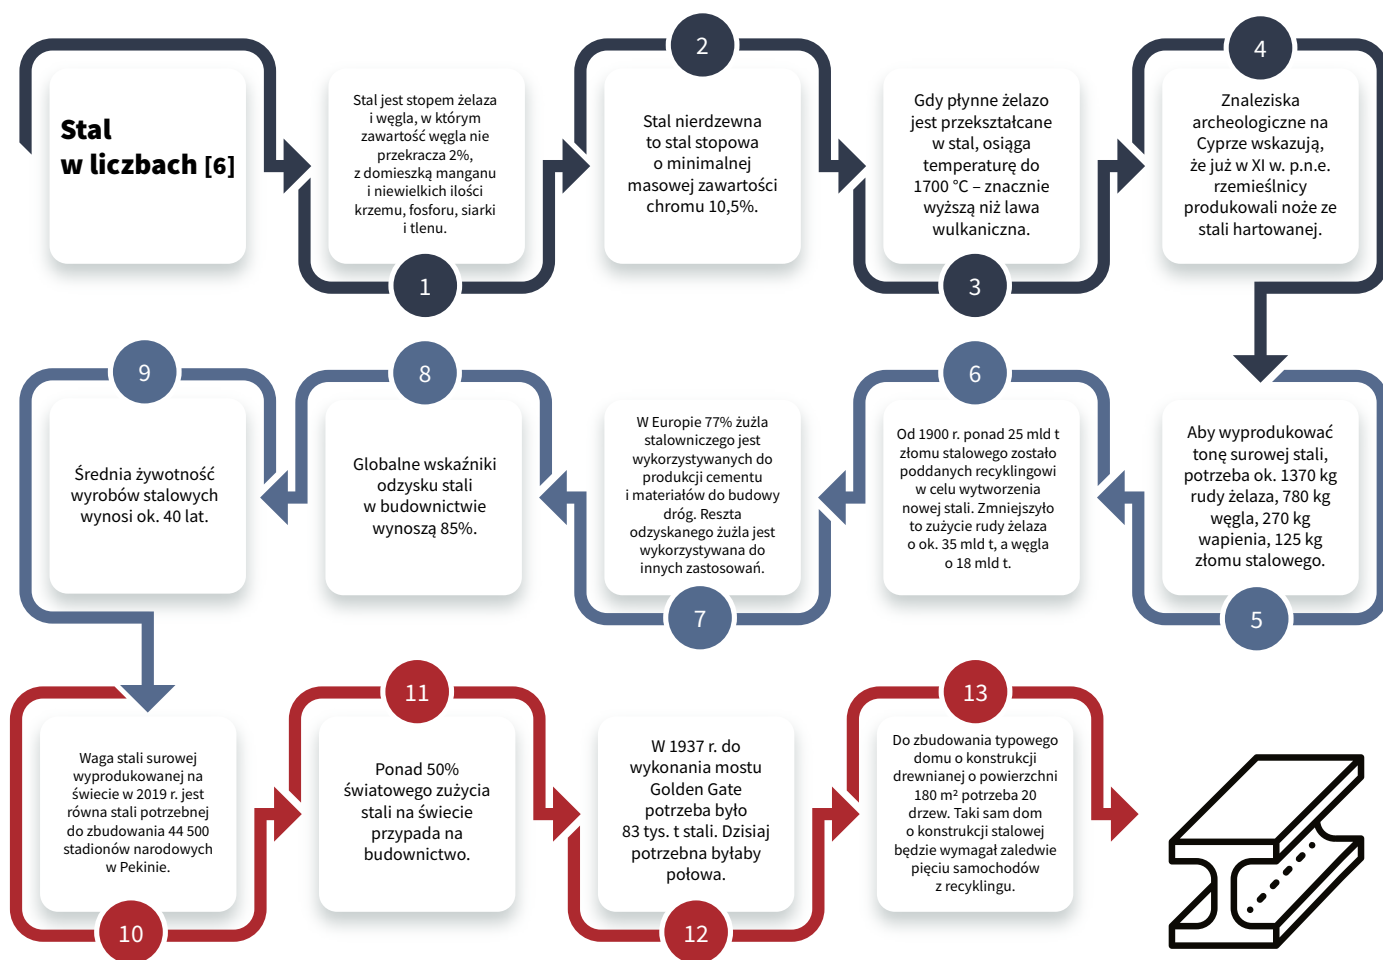 Stal
w liczbach [6]
Stal jest stopem żelaza
i węgla, w którym
zawartość węgla nie
przekracza 2%,
z domieszką manganu
i niewielkich ilości
krzemu, fosforu, siarki
i tlenu.
1
2
Stal nierdzewna
to stal stopowa
o minimalnej
masowej zawartości
chromu 10,5%.
Gdy płynne żelazo
jest przekształcane
w stal, osiąga
temperaturę do
1700 °C – znacznie
wyższą niż lawa
wulkaniczna.
3
4
Znaleziska
archeologiczne na
Cyprze wskazują,
że już w XI w. p.n.e.
rzemieślnicy
produkowali noże ze
stali hartowanej.
Aby wyprodukować
tonę surowej stali,
potrzeba ok. 1370 kg
rudy żelaza, 780 kg
węgla, 270 kg
wapienia, 125 kg
złomu stalowego.
5
6
Od 1900 r. ponad 25 mld t
złomu stalowego zostało
poddanych recyklingowi
w celu wytworzenia
nowej stali. Zmniejszyło
to zużycie rudy żelaza
o ok. 35 mld t, a węgla
o 18 mld t.
W Europie 77% żużla
stalowniczego jest
wykorzystywanych do
produkcji cementu
i materiałów do budowy
dróg. Reszta
odzyskanego żużla jest
wykorzystywana do
innych zastosowań.
7
8
Globalne wskaźniki
odzysku stali
w budownictwie
wynoszą 85%.
9
Średnia żywotność
wyrobów stalowych
wynosi ok. 40 lat.
Waga stali surowej
wyprodukowanej na
świecie w 2019 r. jest
równa stali potrzebnej
do zbudowania 44 500
stadionów narodowych
w Pekinie.
10
11
Ponad 50%
światowego zużycia
stali na świecie
przypada na
budownictwo.
W 1937 r. do
wykonania mostu
Golden Gate
potrzeba było
83 tys. t stali. Dzisiaj
potrzebna byłaby
połowa.
12
13
Do zbudowania typowego
domu o konstrukcji
drewnianej o powierzchni
180 m² potrzeba 20
drzew. Taki sam dom
o konstrukcji stalowej
będzie wymagał zaledwie
pięciu samochodów
z recyklingu.